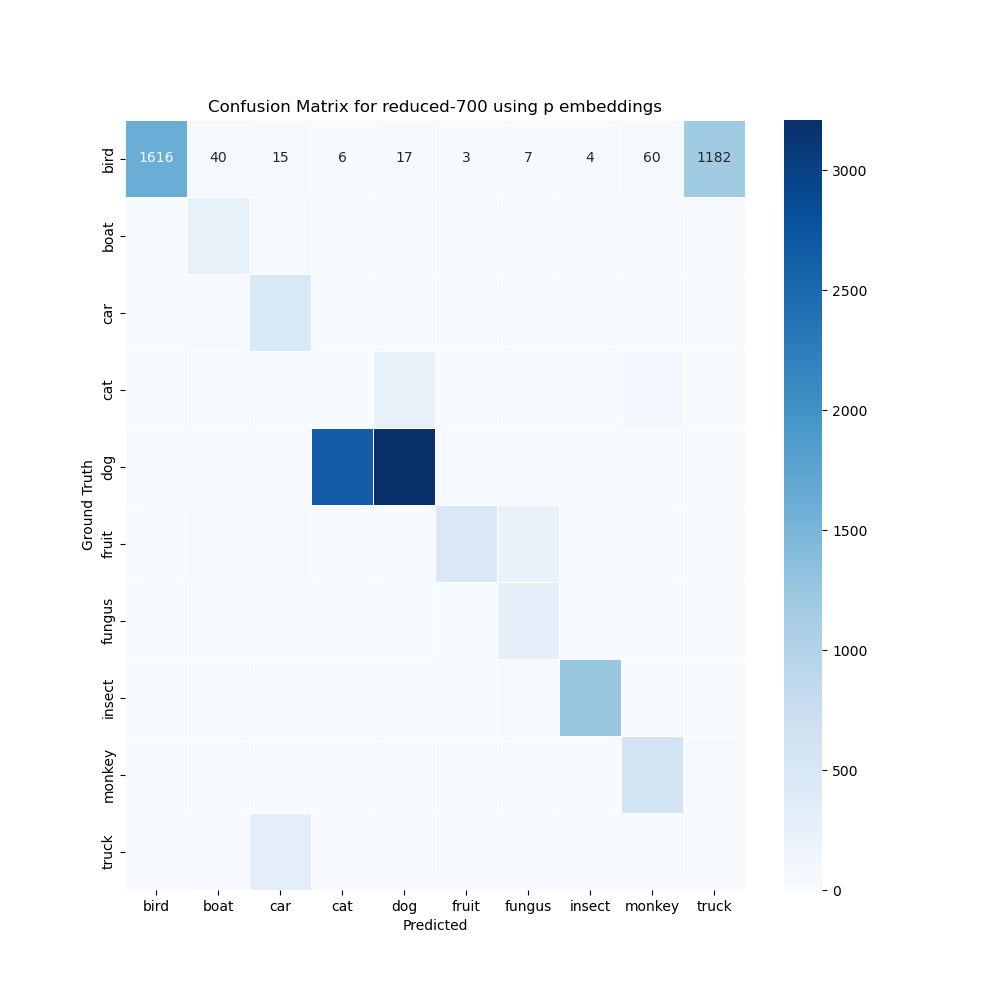 Confusion Matrix for reduced-700 using p embeddings
bird 1616 40 15 6 17 3 7 4 60 1182
boat
car
cat
dog
fruit
fungus
insect
monkey
truck
Ground Truth
bird boat car cat dog fruit fungus insect monkey truck
Predicted
3000
2500
2000
1500
1000
500
0